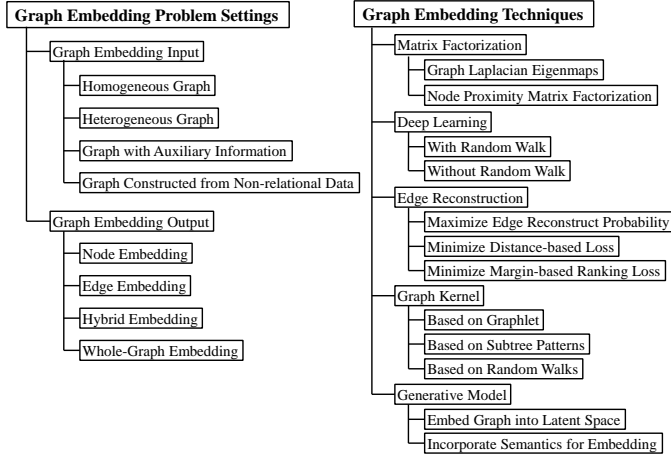 Graph Embedding Problem Settings
Graph Embedding Input
Homogeneous Graph
Heterogeneous Graph
Graph with Auxiliary Information
Graph Constructed from Non-relational Data
Graph Embedding Output
Node Embedding
Edge Embedding
Hybrid Embedding
Whole-Graph Embedding
Graph Embedding Techniques
Matrix Factorization
Graph Laplacian Eigenmaps
Node Proximity Matrix Factorization
Deep Learning
With Random Walk
Without Random Walk
Edge Reconstruction
Maximize Edge Reconstruct Probability
Minimize Distance-based Loss
Minimize Margin-based Ranking Loss
Graph Kernel
Based on Graphlet
Based on Subtree Patterns
Based on Random Walks
Generative Model
Embed Graph into Latent Space
Incorporate Semantics for Embedding